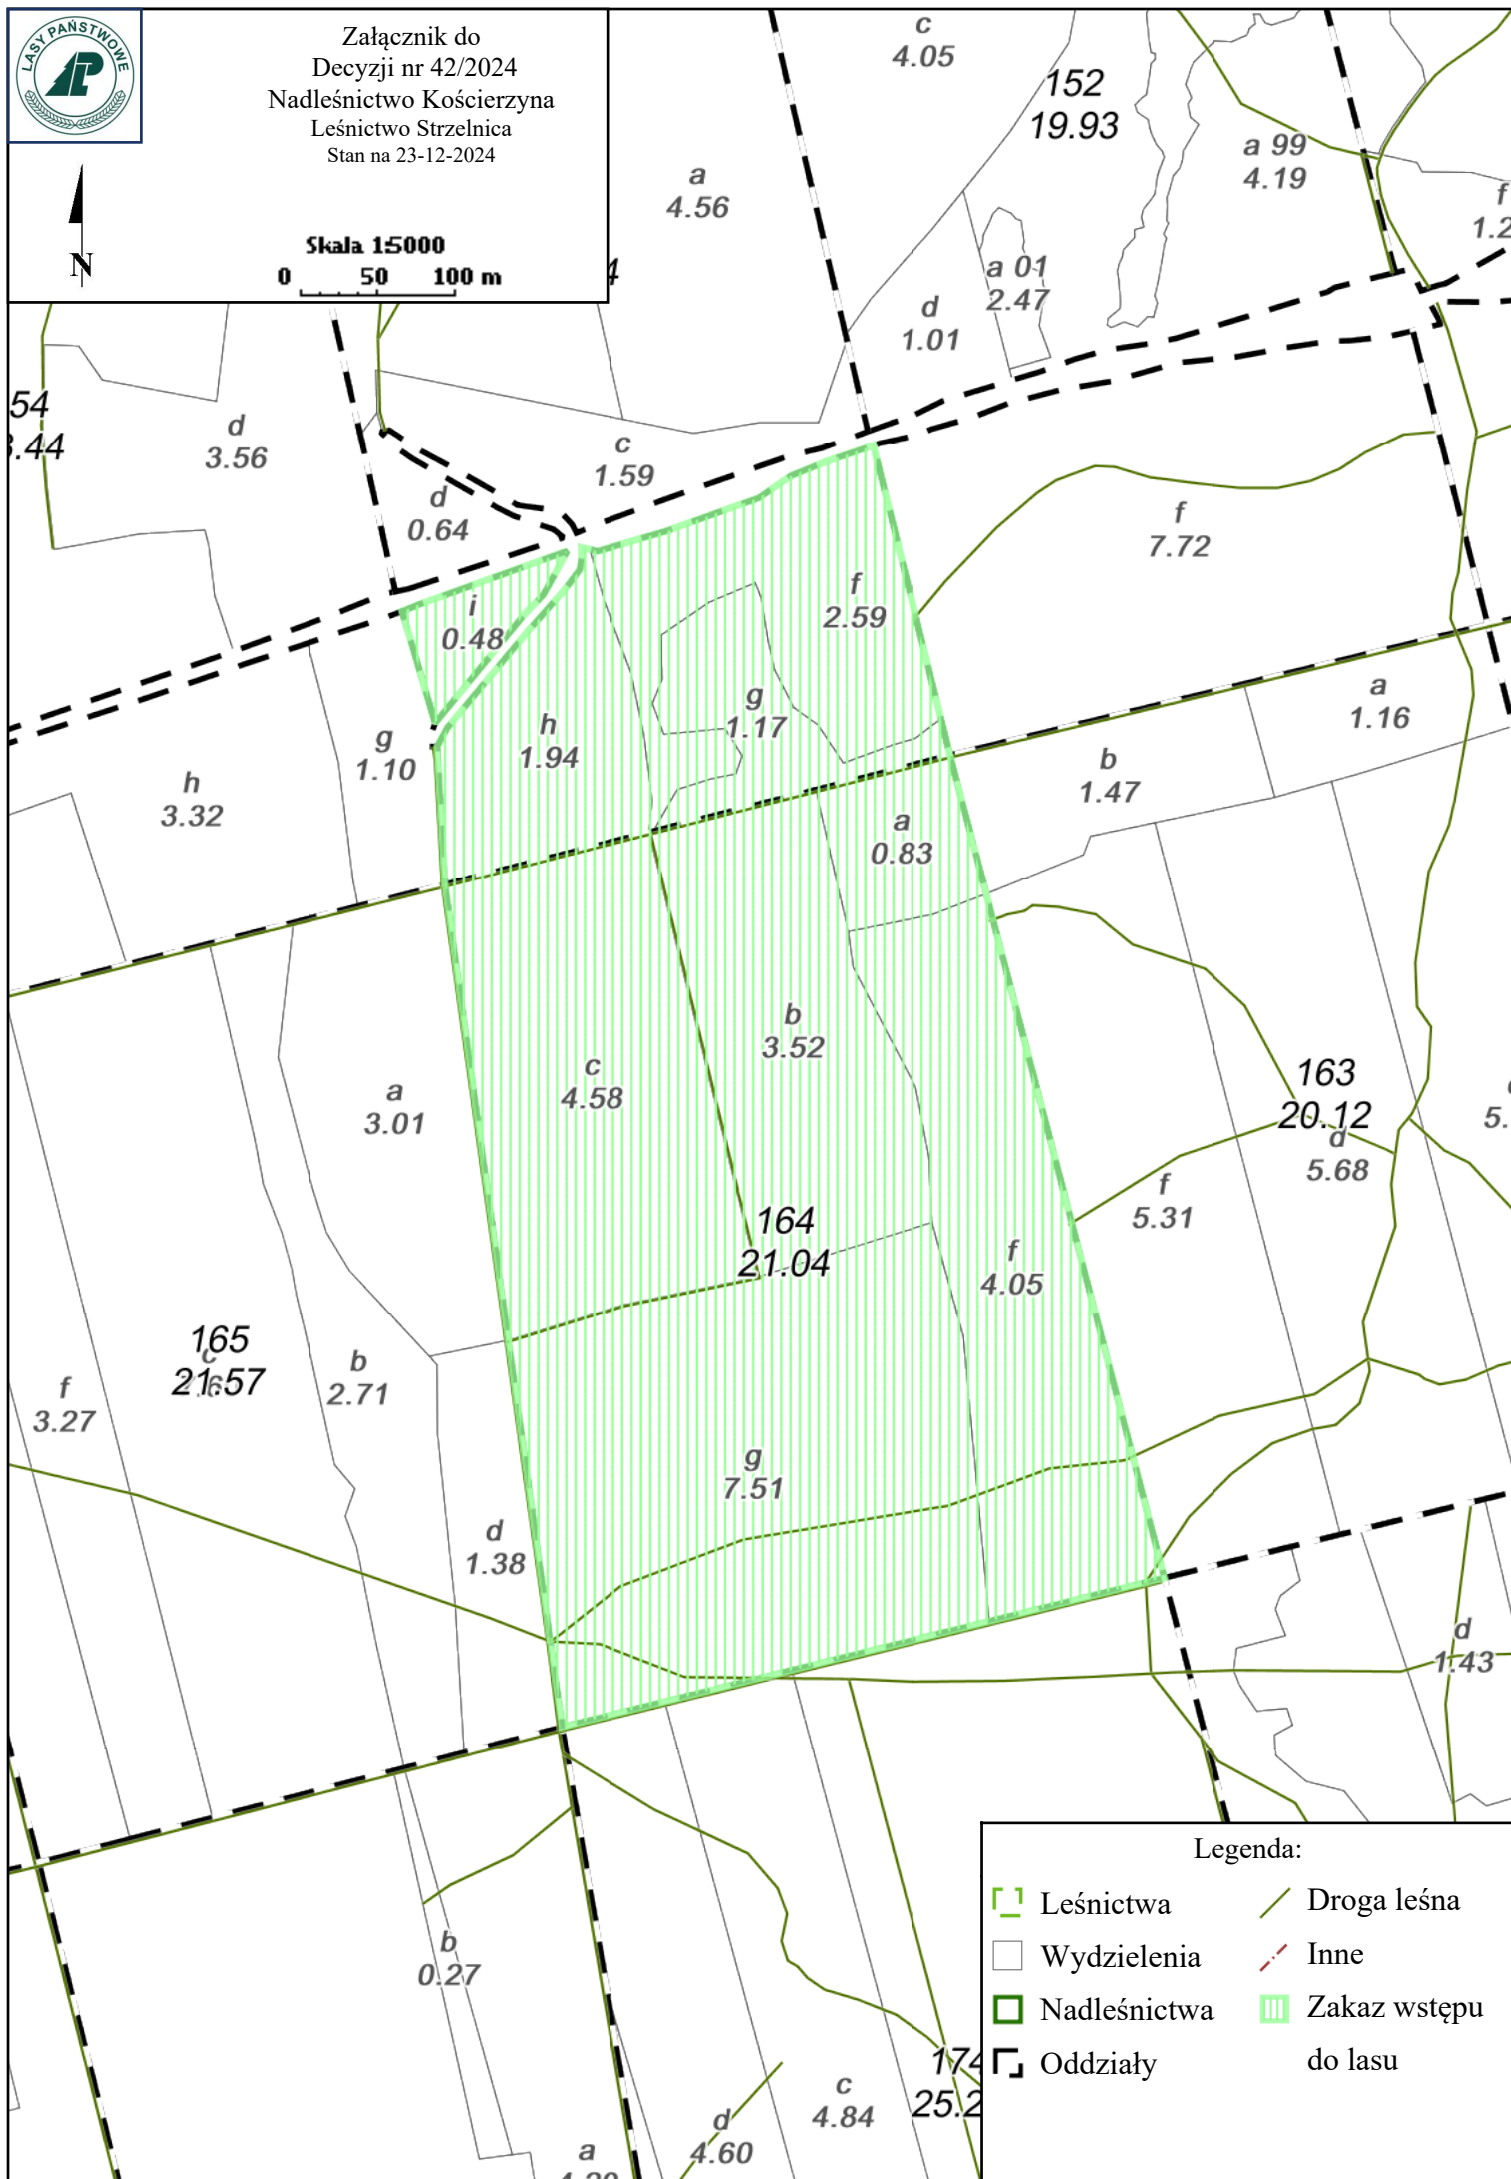 LASY PAŃSTWOWE
Załącznik do
Decyzji nr 42/2024
Nadleśnictwo Kościerzyna
Leśnictwo Strzelnica
Stan na 23-12-2024
N
Skala 1:5000
0 50 100 m
c
4.05
152
19.93
a 99
4.19
a
4.56
f
a 01
2.47
d
1.01
54
d
3.56
c
1.59
d
0.64
f
7.72
i
0.48
f
2.59
g
1.17
h
1.94
g
1.10
h
3.32
a
1.16
b
1.47
a
0.83
b
3.52
c
4.58
a
3.01
163
20.12
d
5.68
f
5.31
164
21.04
f
4.05
165
21.57
c
b
2.71
f
3.27
g
7.51
d
1.38
d
1.43
b
0.27
174
25.2
c
4.84
d
4.60
a
Legenda:
Leśnictwa
Wydzielenia
Nadleśnictwa
Oddziały
Droga leśna
Inne
Zakaz wstępu
do lasu